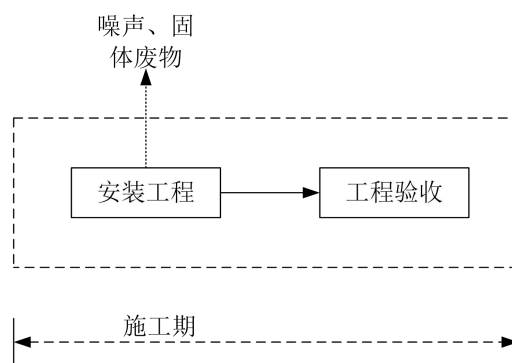 噪声、固
体废物
安装工程
工程验收
施工期